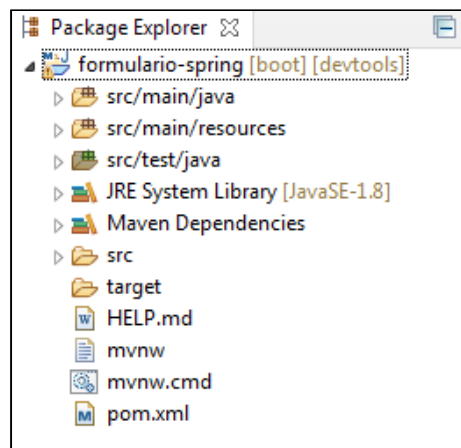 Package Explorer
formulario-spring [boot] [devtools]
src/main/java
src/main/resources
src/test/java
JRE System Library [JavaSE-1.8]
Maven Dependencies
src
target
HELP.md
mvnw
mvnw.cmd
pom.xml